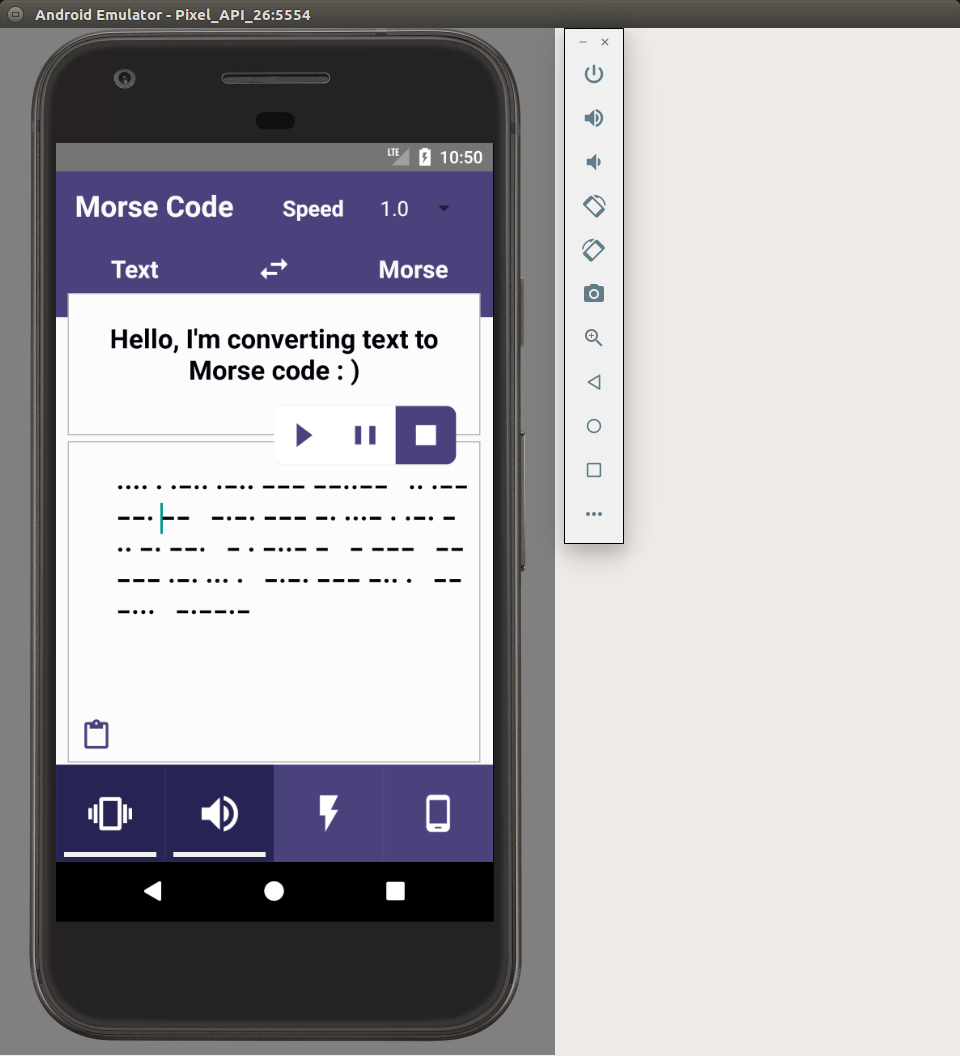 Android Emulator - Pixel_API_26:5554
LTE 10:50
Morse Code Speed 1.0
Text Morse
Hello, I'm converting text to
Morse code : )
.... . .-.. .-.. --- --..--   .. .--
--. --   -.-. --- -. ...- . .-. -
.. -. --.   - . -..- -   - ---   --
--- .-. ... .   -.-. --- -.. .   --
-...   -.--.-